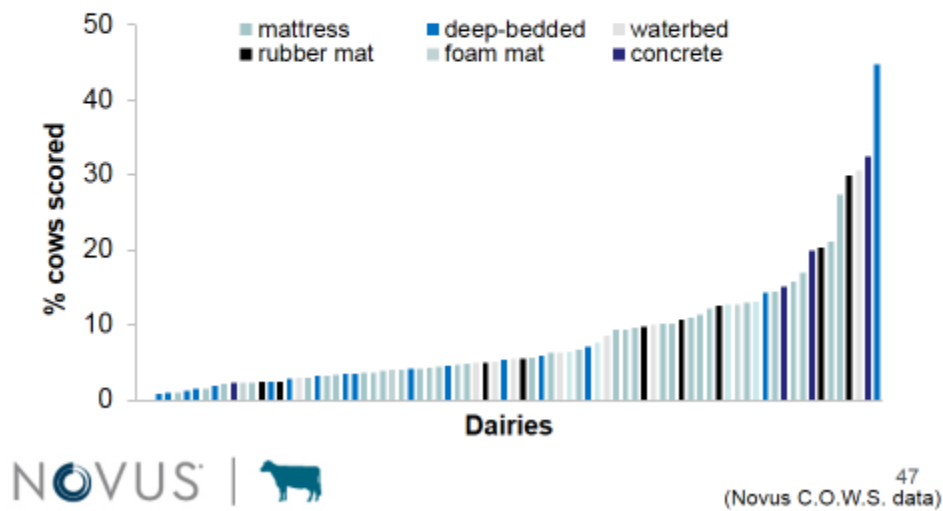 50
40
30
20
10
0
% cows scored
mattress deep-bedded waterbed
rubber mat foam mat concrete
Dairies
NOVUS
47
(Novus C.O.W.S. data)